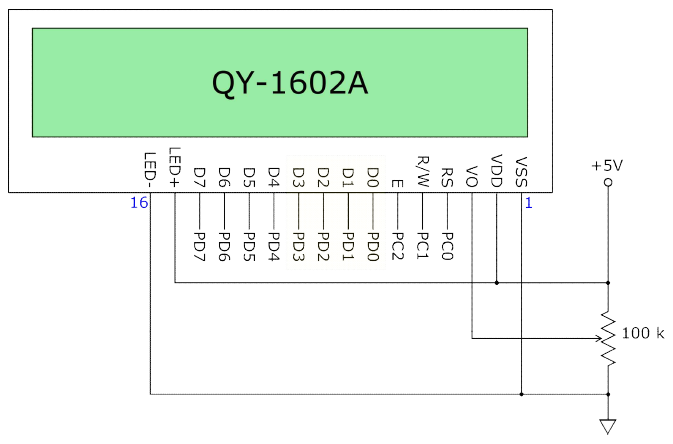 QY-1602A
LED-
LED+
D7
D6
D5
D4
D3
D2
D1
D0
E
R/W
RS
VO
VDD
VSS
16
1
PD7
PD6
PD5
PD4
PD3
PD2
PD1
PD0
PC2
PC1
PC0
+5V
100 k